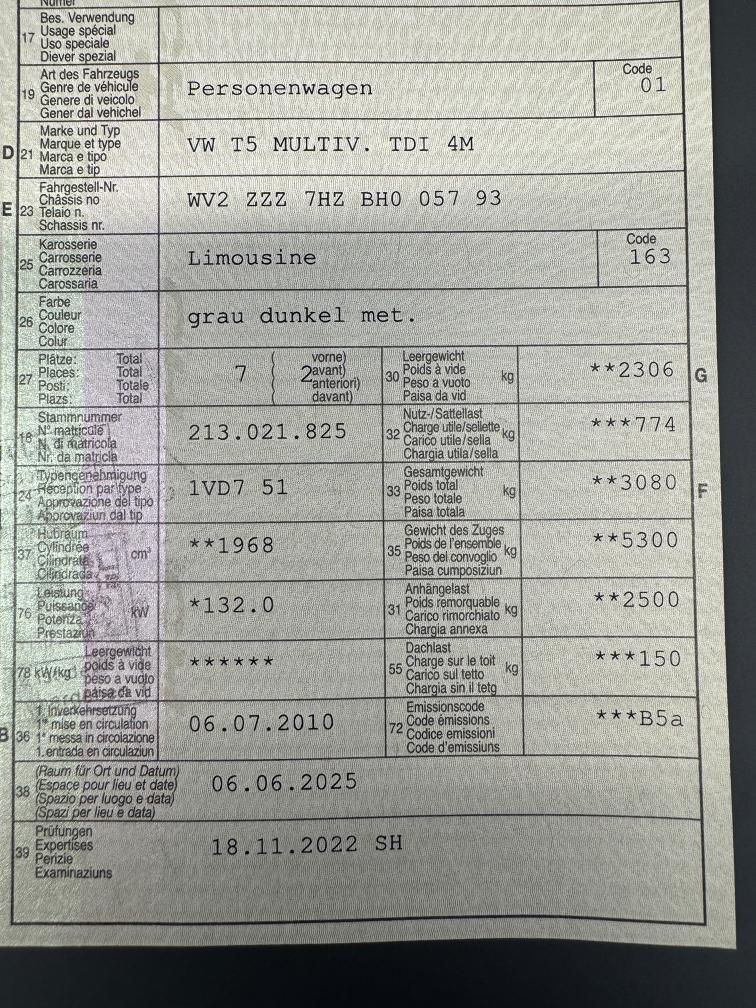 17 Bes. Verwendung
Usage spécial
Uso speciale
Diever spezial
19 Art des Fahrzeugs
Genre de véhicule
Genere di veicolo
Gener dal vehichel
Personenwagen
Code
01
D 21 Marke und Typ
Marque et type
Marca e tipo
Marca e tip
VW T5 MULTIV. TDI 4M
E 23 Fahrgestell-Nr.
Châssis no
Telaio n.
Schassis nr.
WV2 ZZZ 7HZ BH0 057 93
25 Karosserie
Carrosserie
Carrozzeria
Carossaria
Limousine
Code
163
26 Farbe
Couleur
Colore
Colur
grau dunkel met.
27 Plätze: Total
Places: Total
Posti: Totale
Plazs: Total
7 ( 2 vorne)
avant)
anteriori)
davant)
30 Leergewicht
Poids à vide
Peso a vuoto
Paisa da vid
kg
**2306
G
18 Stammnummer
N° matricule
N. di matricola
Nr. da matricla
213.021.825
32 Nutz-/Sattellast
Charge utile/sellette
Carico utile/sella
Chargia utila/sella
kg
***774
24 Typengenehmigung
Réception par type
Approvazione del tipo
Approvaziun dal tip
1VD7 51
33 Gesamtgewicht
Poids total
Peso totale
Paisa totala
kg
**3080
F
37 Hubraum
Cylindrée
Cilindrata
Cilindrada
cm³
**1968
35 Gewicht des Zuges
Poids de l'ensemble
Peso del convoglio
Paisa cumposiziun
kg
**5300
76 Leistung
Puissance
Potenza
Prestaziun
kW
*132.0
31 Anhängelast
Poids remorquable
Carico rimorchiato
Chargia annexa
kg
**2500
78 kW/kg Leergewicht
poids à vide
peso a vuoto
paisa da vid
******
55 Dachlast
Charge sur le toit
Carico sul tetto
Chargia sin il tetg
kg
***150
B 36 1. Inverkehrsetzung
1re mise en circulation
1a messa in circolazione
1. entrada en circulaziun
06.07.2010
72 Emissionscode
Code émissions
Codice emissioni
Code d'emissiuns
***B5a
38 (Raum für Ort und Datum)
(Espace pour lieu et date)
(Spazio per luogo e data)
(Spazi per lieu e data)
06.06.2025
39 Prüfungen
Expertises
Perizie
Examinaziuns
18.11.2022 SH